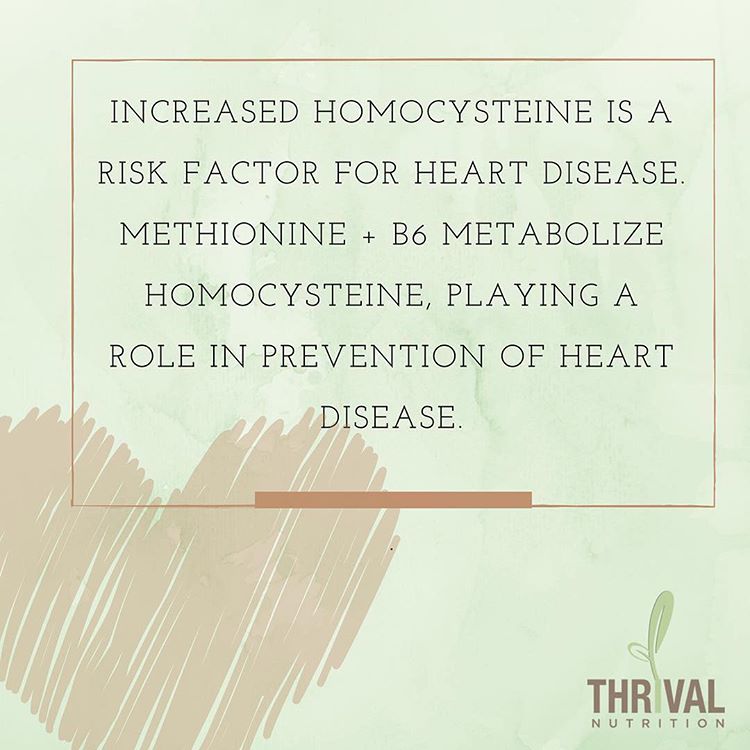 INCREASED HOMOCYSTEINE IS A
RISK FACTOR FOR HEART DISEASE.
METHIONINE + B6 METABOLIZE
HOMOCYSTEINE, PLAYING A
ROLE IN PREVENTION OF HEART
DISEASE.
THRIVAL
NUTRITION